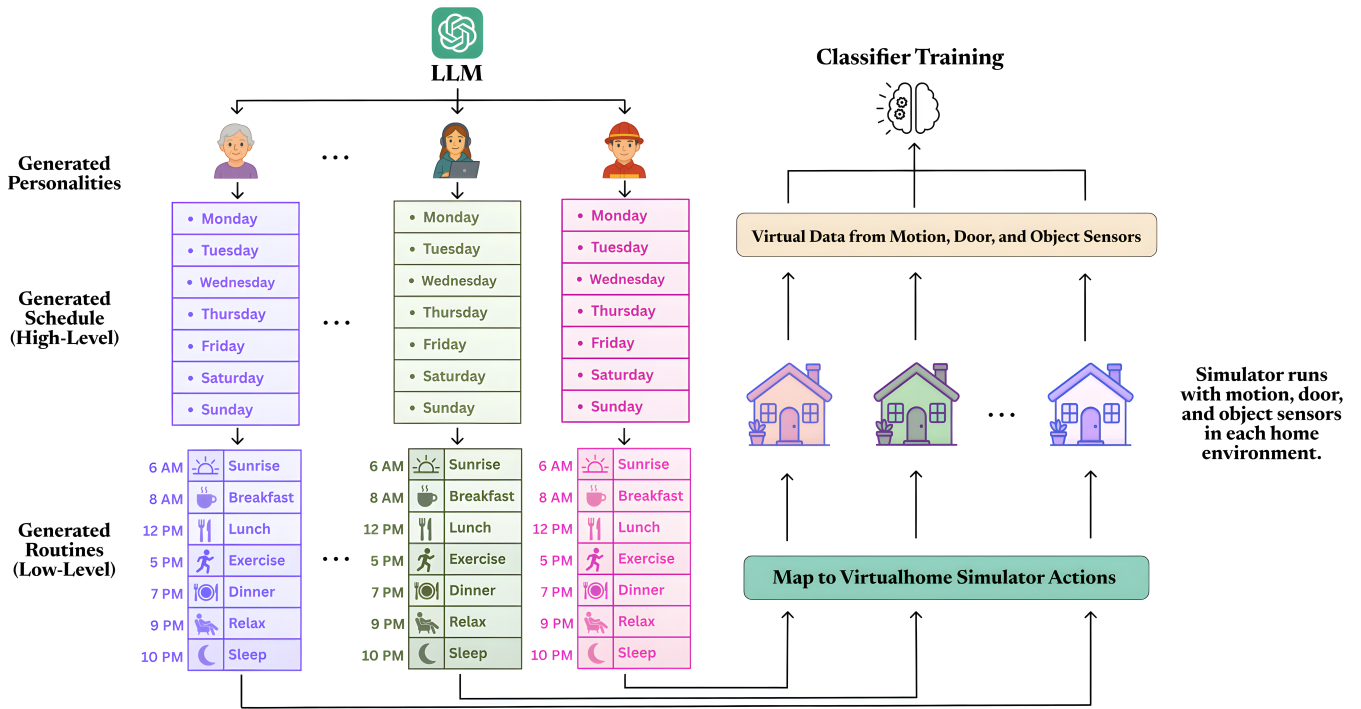 LLM
Generated
Personalities
...
Generated
Schedule
(High-Level)
• Monday
• Tuesday
• Wednesday
• Thursday
• Friday
• Saturday
• Sunday
...
• Monday
• Tuesday
• Wednesday
• Thursday
• Friday
• Saturday
• Sunday
• Monday
• Tuesday
• Wednesday
• Thursday
• Friday
• Saturday
• Sunday
Generated
Routines
(Low-Level)
6 AM Sunrise
8 AM Breakfast
12 PM Lunch
5 PM Exercise
7 PM Dinner
9 PM Relax
10 PM Sleep
...
6 AM Sunrise
8 AM Breakfast
12 PM Lunch
5 PM Exercise
7 PM Dinner
9 PM Relax
10 PM Sleep
6 AM Sunrise
8 AM Breakfast
12 PM Lunch
5 PM Exercise
7 PM Dinner
9 PM Relax
10 PM Sleep
Classifier Training
Virtual Data from Motion, Door, and Object Sensors
...
Simulator runs
with motion, door,
and object sensors
in each home
environment.
Map to Virtualhome Simulator Actions